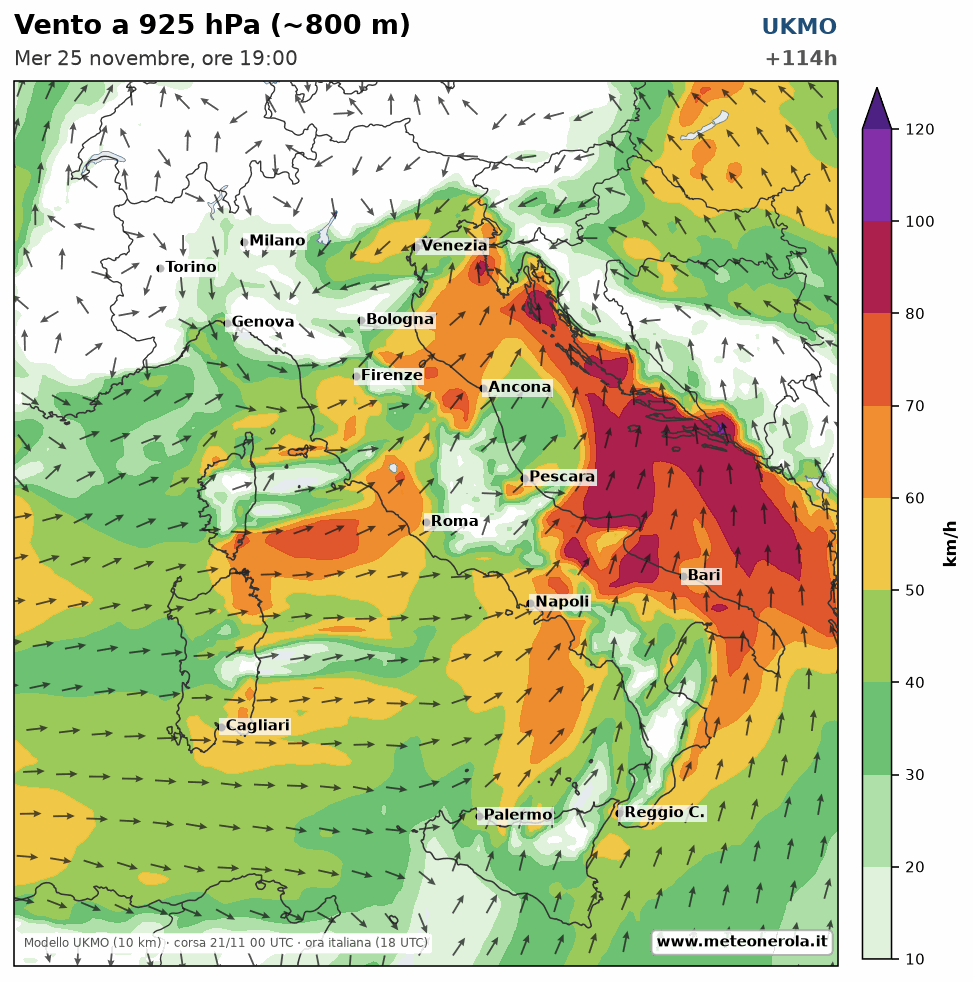 Vento a 925 hPa (~800 m)
UKMO
Mer 25 novembre, ore 19:00
+114h
120
100
80
70
60
50
40
30
20
10
km/h
Milano
Venezia
Torino
Genova
Bologna
Firenze
Ancona
Pescara
Roma
Bari
Napoli
Cagliari
Palermo
Reggio C.
Modello UKMO (10 km) · corsa 21/11 00 UTC · ora italiana (18 UTC)
www.meteonerola.it